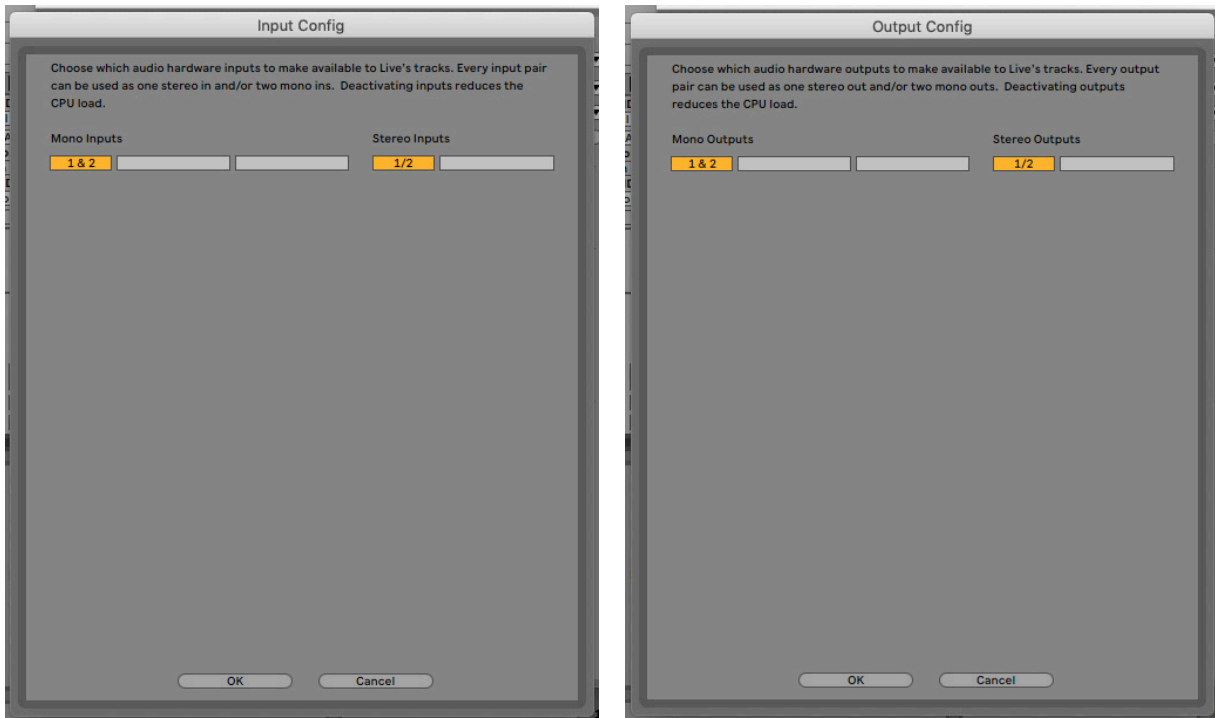 Input Config
Choose which audio hardware inputs to make available to Live's tracks. Every input pair
can be used as one stereo in and/or two mono ins. Deactivating inputs reduces the
CPU load.
Mono Inputs
Stereo Inputs
1 & 2
1/2
OK
Cancel
Output Config
Choose which audio hardware outputs to make available to Live's tracks. Every output
pair can be used as one stereo out and/or two mono outs. Deactivating outputs
reduces the CPU load.
Mono Outputs
Stereo Outputs
1 & 2
1/2
OK
Cancel